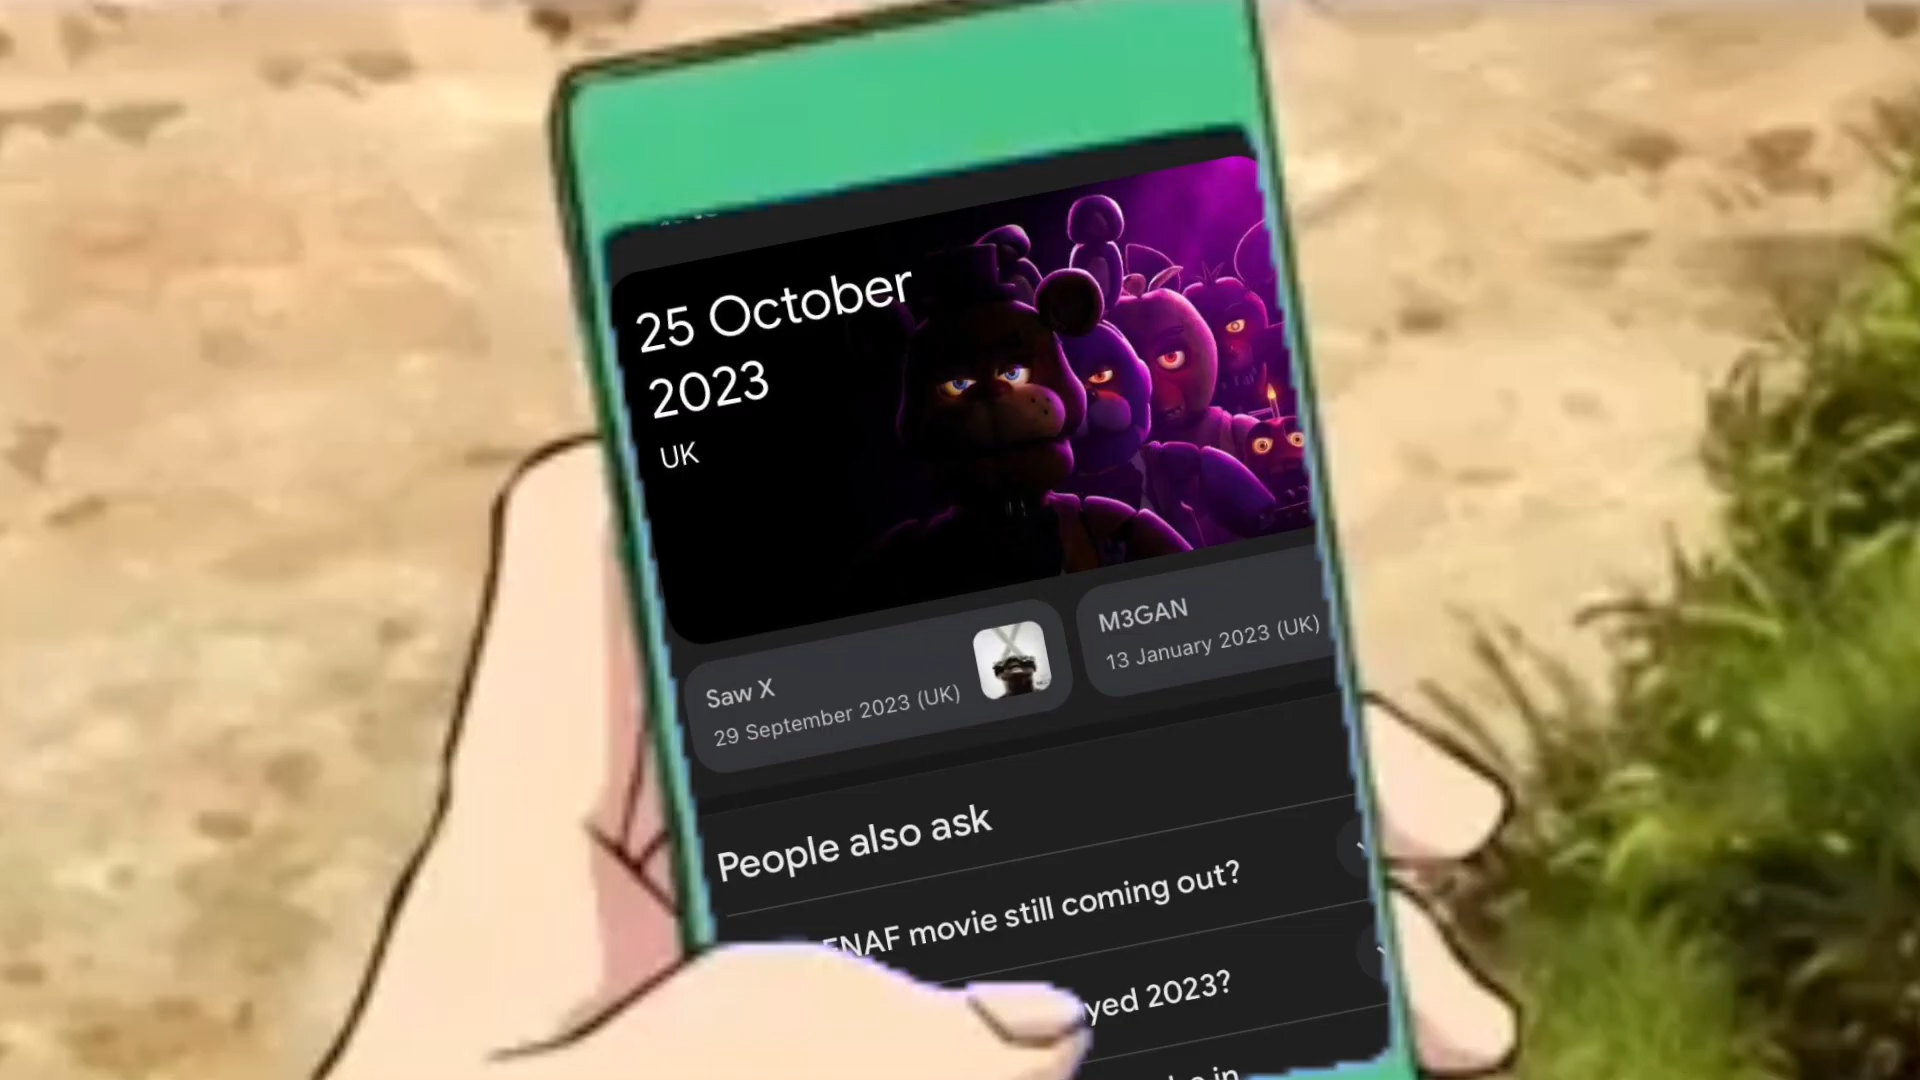 25 October
2023
UK
Saw X
29 September 2023 (UK)
M3GAN
13 January 2023 (UK)
People also ask
FNAF movie still coming out?
2023?
in